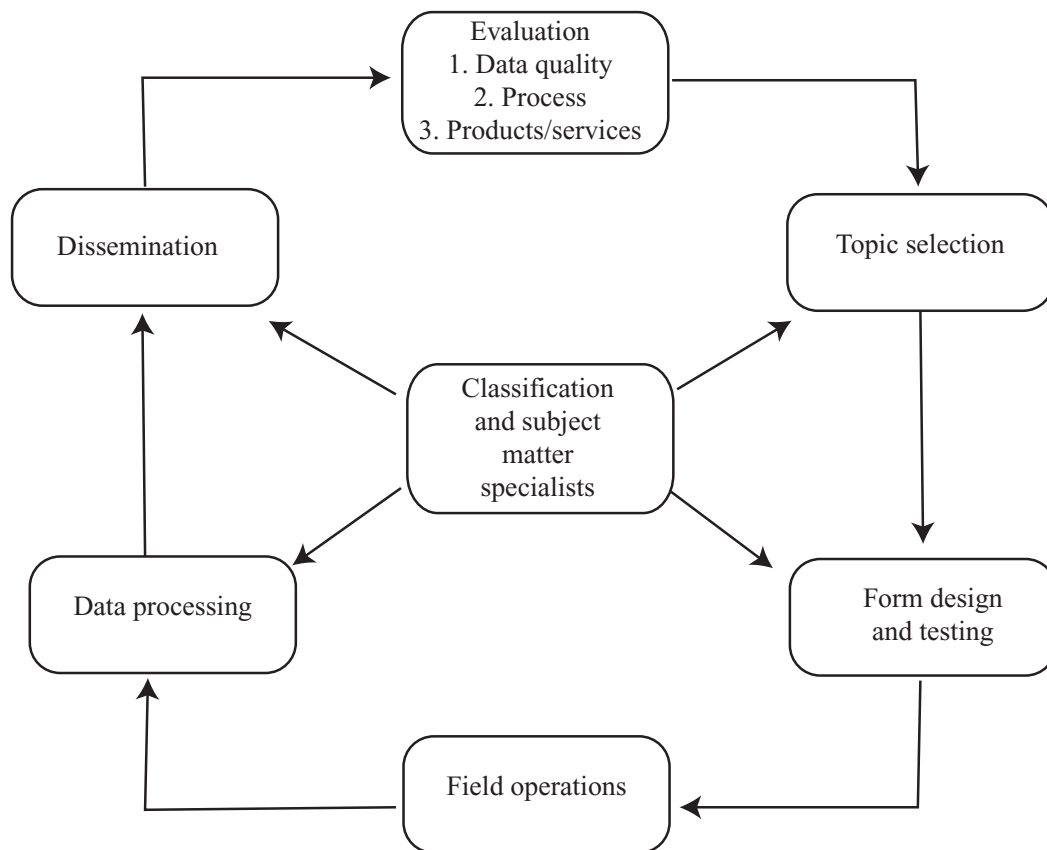 Evaluation
1. Data quality
2. Process
3. Products/services
Dissemination
Topic selection
Classification
and subject
matter
specialists
Data processing
Form design
and testing
Field operations